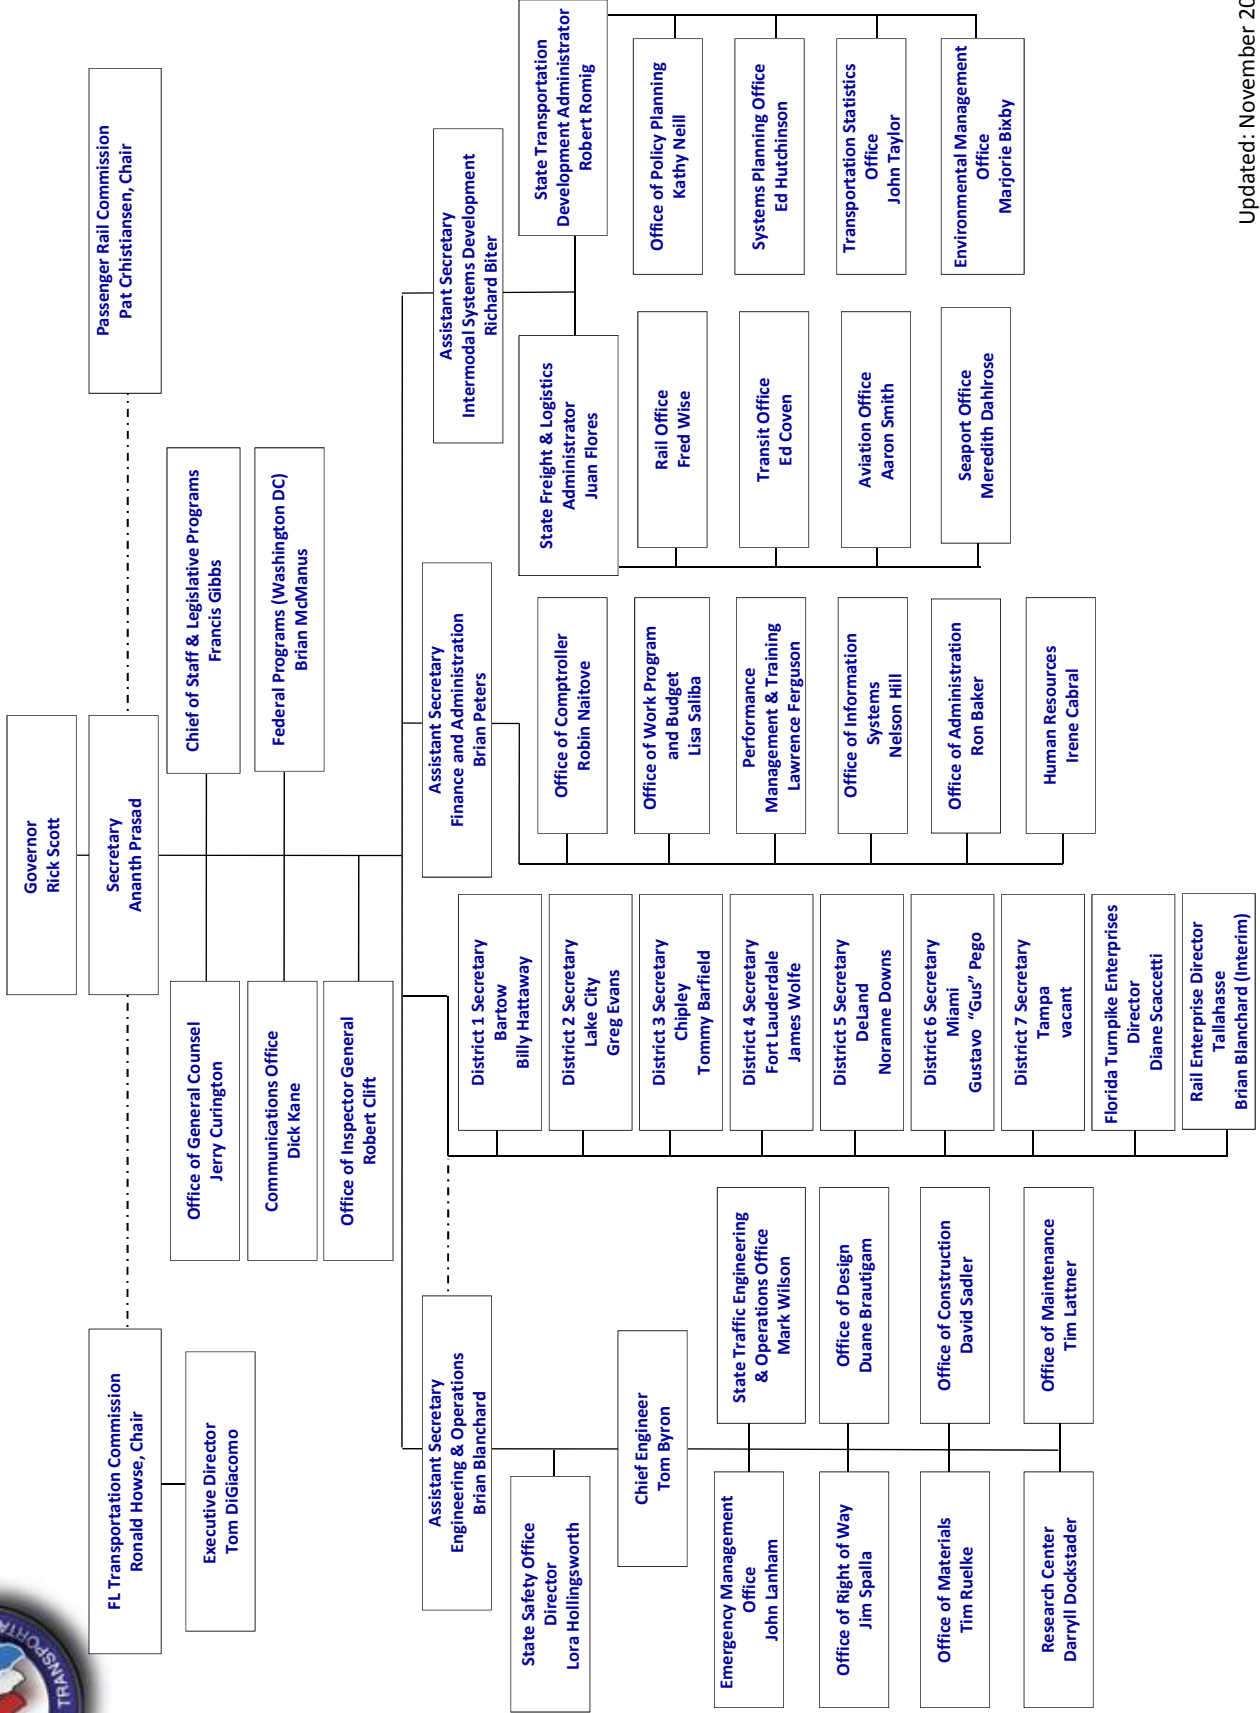 Governor
Rick Scott
FL Transportation Commission
Ronald Howse, Chair
Secretary
Ananth Prasad
Passenger Rail Commission
Pat Crhistiansen, Chair
Executive Director
Tom DiGiacomo
Office of General Counsel
Jerry Curington
Chief of Staff & Legislative Programs
Francis Gibbs
Communications Office
Dick Kane
Federal Programs (Washington DC)
Brian McManus
Office of Inspector General
Robert Clift
Assistant Secretary
Engineering & Operations
Brian Blanchard
Assistant Secretary
Finance and Administration
Brian Peters
Assistant Secretary
Intermodal Systems Development
Richard Biter
State Safety Office
Director
Lora Hollingsworth
Chief Engineer
Tom Byron
Emergency Management
Office
John Lanham
State Traffic Engineering
& Operations Office
Mark Wilson
Office of Right of Way
Jim Spalla
Office of Design
Duane Brautigam
Office of Materials
Tim Ruelke
Office of Construction
David Sadler
Research Center
Darryll Dockstader
Office of Maintenance
Tim Lattner
District 1 Secretary
Bartow
Billy Hattaway
District 2 Secretary
Lake City
Greg Evans
District 3 Secretary
Chipley
Tommy Barfield
District 4 Secretary
Fort Lauderdale
James Wolfe
District 5 Secretary
DeLand
Noranne Downs
District 6 Secretary
Miami
Gustavo “Gus” Pego
District 7 Secretary
Tampa
vacant
Florida Turnpike Enterprises
Director
Diane Scaccetti
Rail Enterprise Director
Tallahasse
Brian Blanchard (Interim)
Office of Comptroller
Robin Naitove
Office of Work Program
and Budget
Lisa Saliba
Performance
Management & Training
Lawrence Ferguson
Office of Information
Systems
Nelson Hill
Office of Administration
Ron Baker
Human Resources
Irene Cabral
State Freight & Logistics
Administrator
Juan Flores
Rail Office
Fred Wise
Transit Office
Ed Coven
Aviation Office
Aaron Smith
Seaport Office
Meredith Dahlrose
State Transportation
Development Administrator
Robert Romig
Office of Policy Planning
Kathy Neill
Systems Planning Office
Ed Hutchinson
Transportation Statistics
Office
John Taylor
Environmental Management
Office
Marjorie Bixby
Updated: November 20